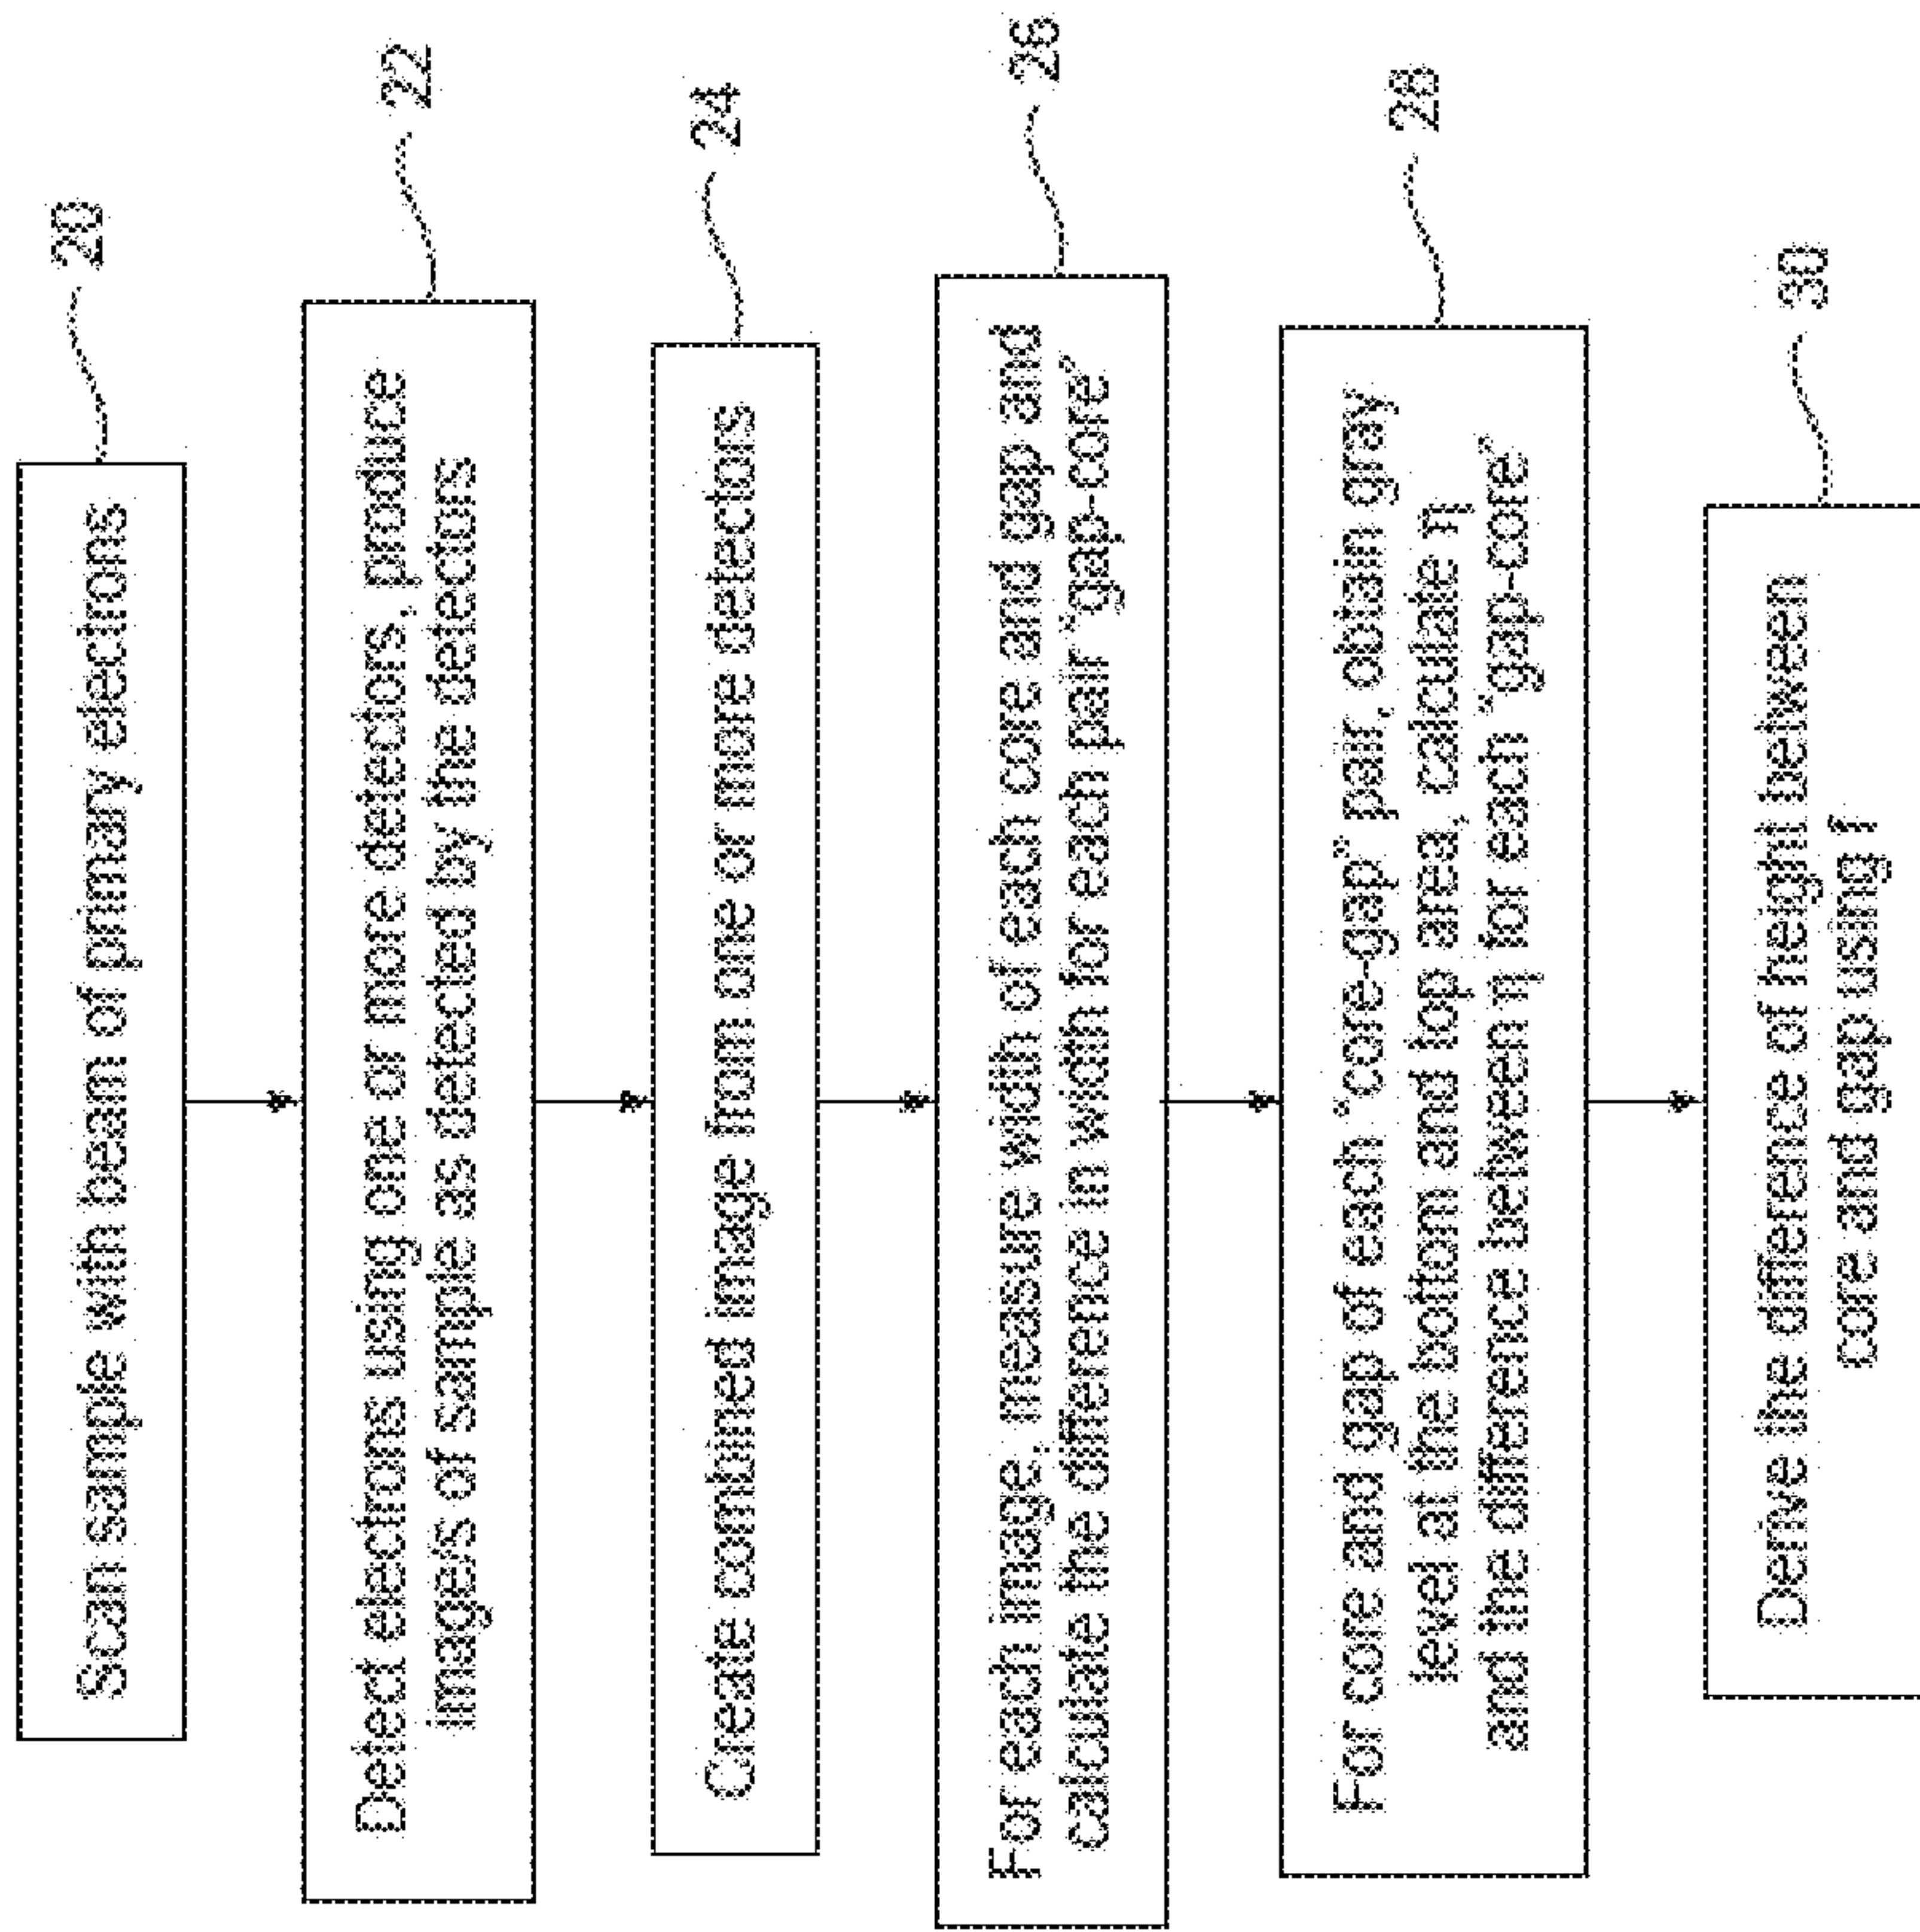 Scan sample with beam of primary electrons
20
Detect electrons using one or more detectors, produce
image/s of sample as detected by the detectors
22
Create combined image from one or more detectors
24
For each image, measure width of each core and gap and
calculate the difference in width for each pair "gap-core"
26
For core and gap of each "core-gap" pair, obtain gray
level at the bottom and top area, calculate η
and the difference between η for each "gap-core"
28
Derive the difference of height between
core and gap using f
30